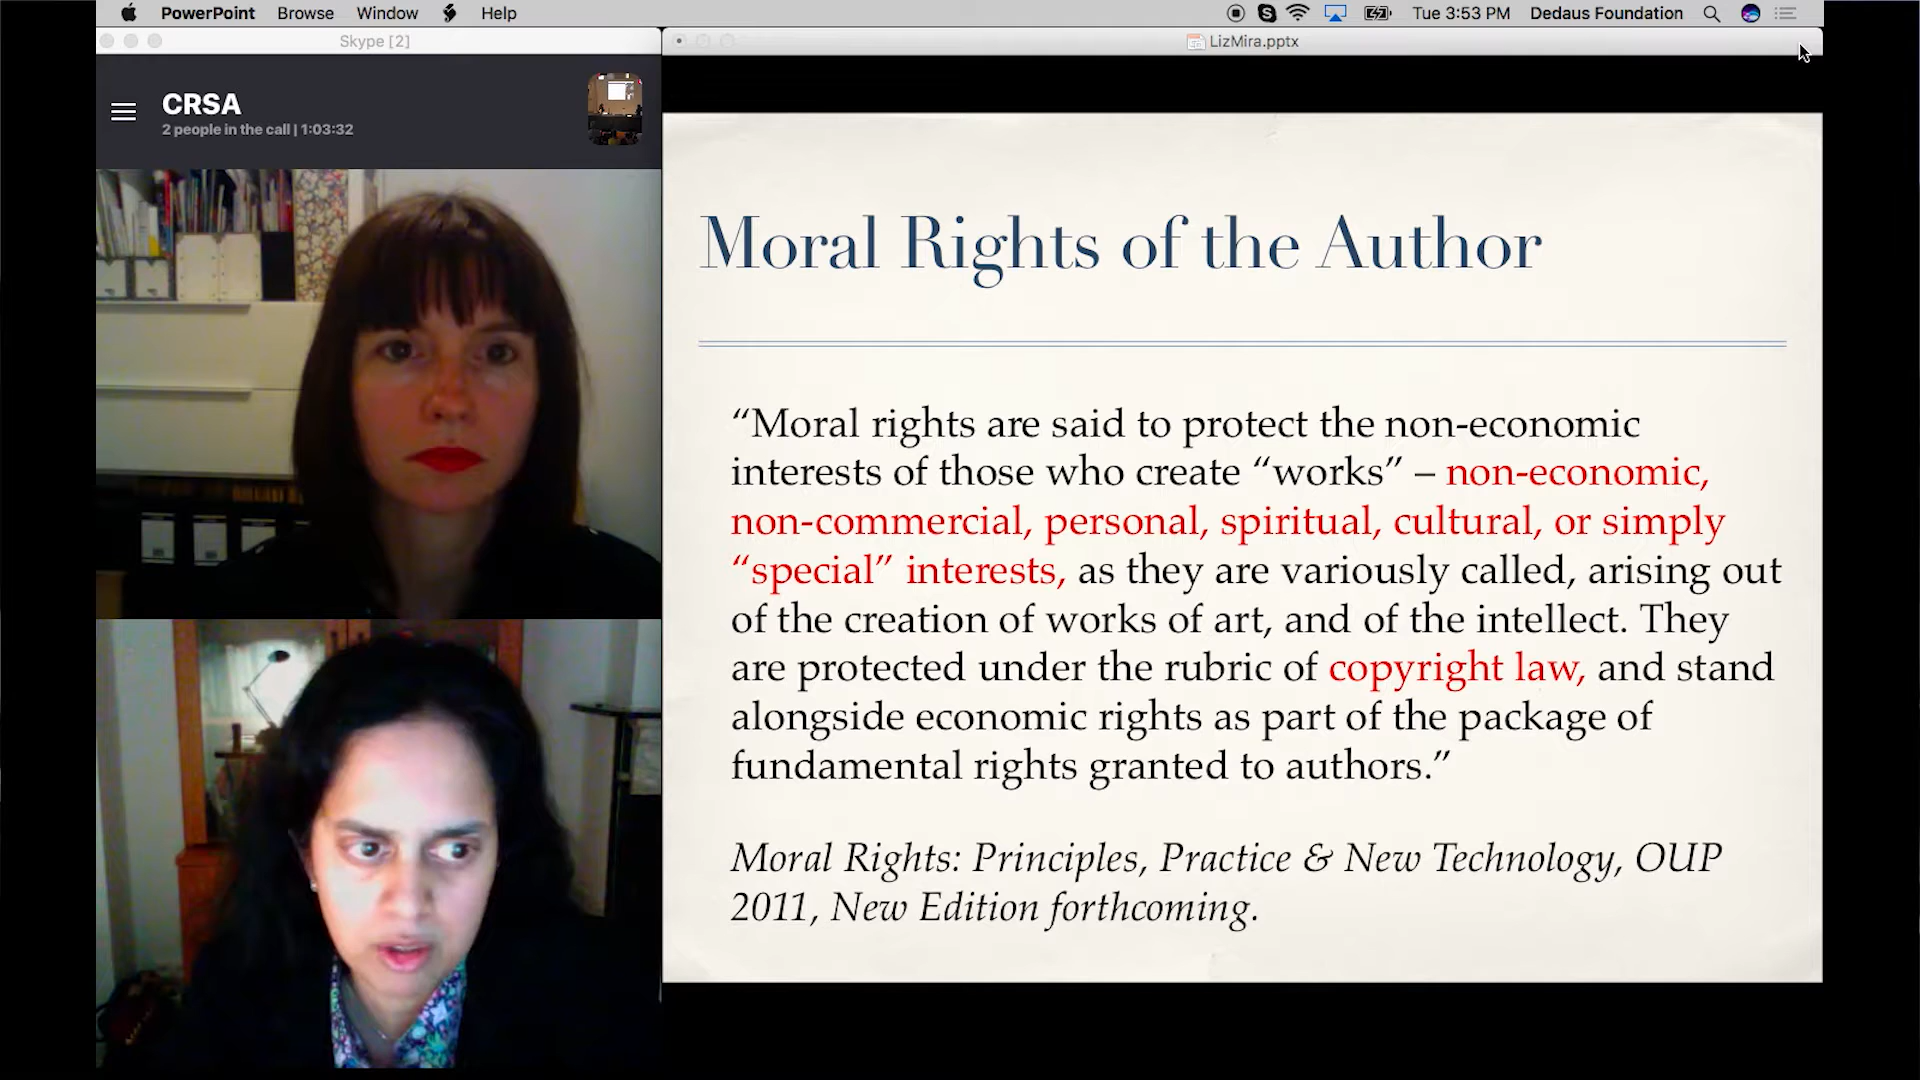 PowerPoint Browse Window Help
Tue 3:53 PM Dedaus Foundation
Skype [2]
LizMira.pptx
CRSA
2 people in the call | 1:03:32
Moral Rights of the Author
“Moral rights are said to protect the non-economic
interests of those who create “works” – non-economic,
non-commercial, personal, spiritual, cultural, or simply
“special” interests, as they are variously called, arising out
of the creation of works of art, and of the intellect. They
are protected under the rubric of copyright law, and stand
alongside economic rights as part of the package of
fundamental rights granted to authors.”
Moral Rights: Principles, Practice & New Technology, OUP
2011, New Edition forthcoming.